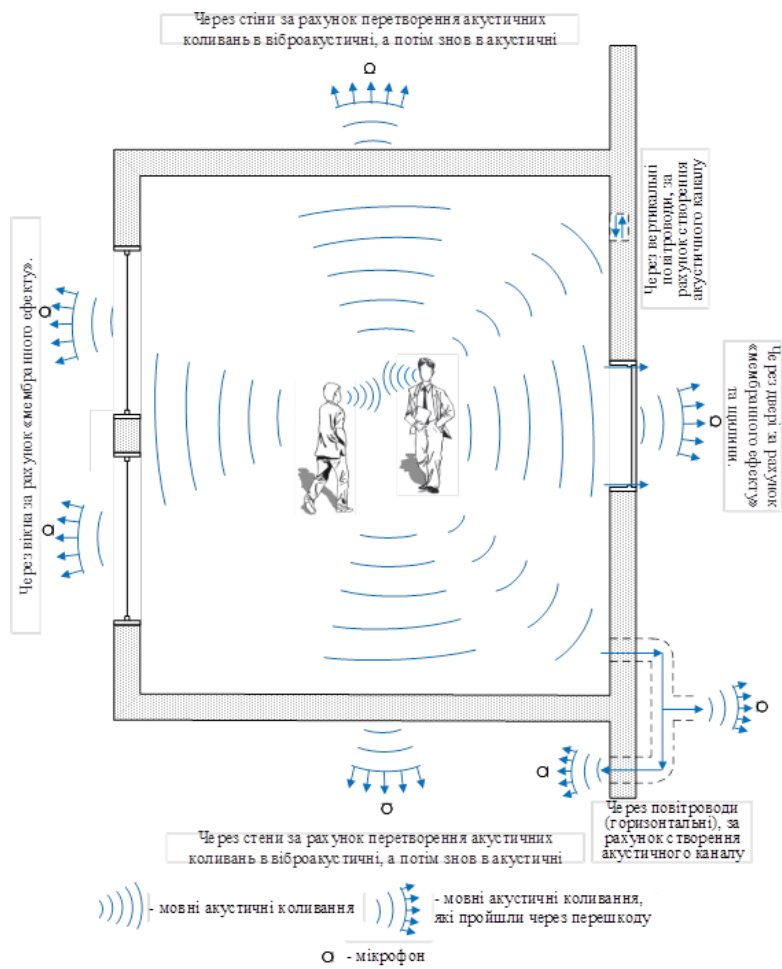 Через стіни за рахунок перетворення акустичних
коливань в віброакустичні, а потім знов в акустичні
Через вертикальні
повітроводи, за
рахунок створення
акустичного каналу
Через вікна за рахунок «мембранного ефекту».
Через двері за рахунок
«мембранного ефекту»
та щілини.
Через повітроводи
(горизонтальні), за
рахунок створення
акустичного каналу
Через стени за рахунок перетворення акустичних
коливань в віброакустичні, а потім знов в акустичні
- мовні акустичні коливання
- мовні акустичні коливання,
які пройшли через перешкоду
- мікрофон